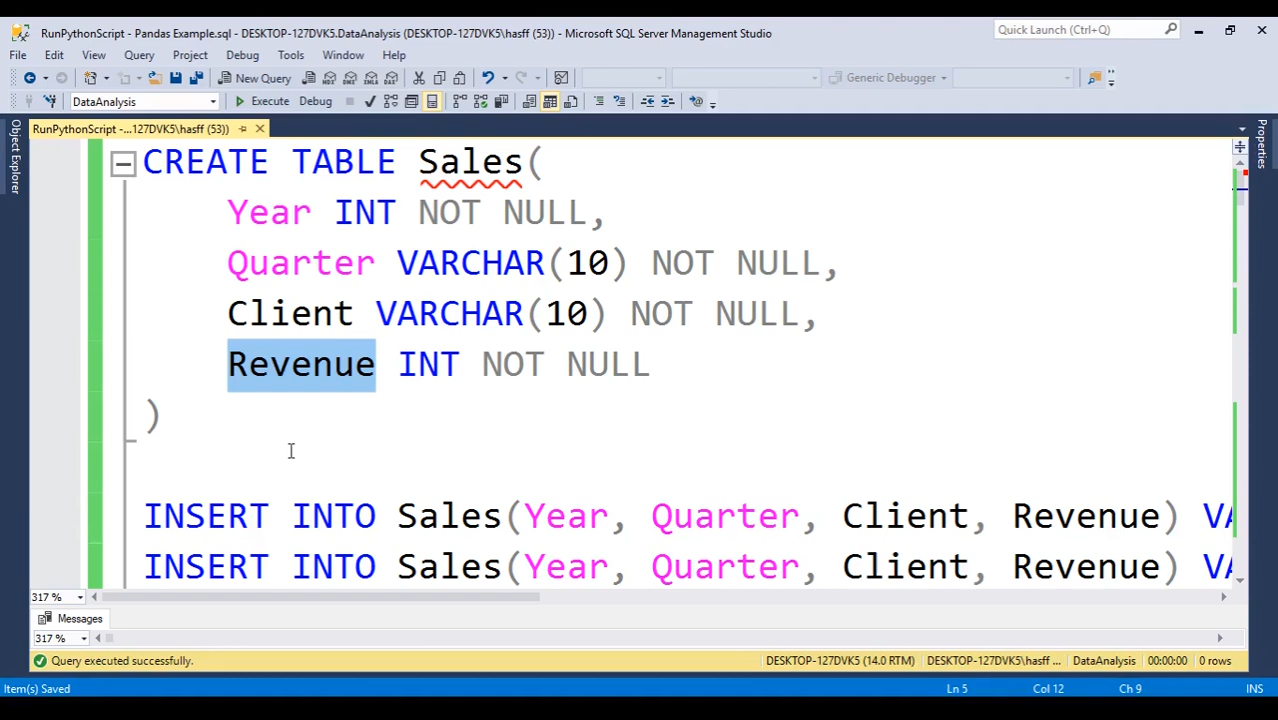 RunPythonScript - Pandas Example.sql - DESKTOP-127DVK5.DataAnalysis (DESKTOP-127DVK5\hasff (53)) - Microsoft SQL Server Management Studio
Quick Launch (Ctrl+Q)
File Edit View Query Project Debug Tools Window Help
New Query
Generic Debugger
DataAnalysis
Execute Debug
RunPythonScript -...127DVK5\hasff (53))
Object Explorer
Properties
CREATE TABLE Sales(
Year INT NOT NULL,
Quarter VARCHAR(10) NOT NULL,
Client VARCHAR(10) NOT NULL,
Revenue INT NOT NULL
)
INSERT INTO Sales(Year, Quarter, Client, Revenue) VA
INSERT INTO Sales(Year, Quarter, Client, Revenue) VA
317 %
Messages
317 %
Query executed successfully.
DESKTOP-127DVK5 (14.0 RTM) DESKTOP-127DVK5\hasff ... DataAnalysis 00:00:00 0 rows
Item(s) Saved Ln 5 Col 12 Ch 9 INS